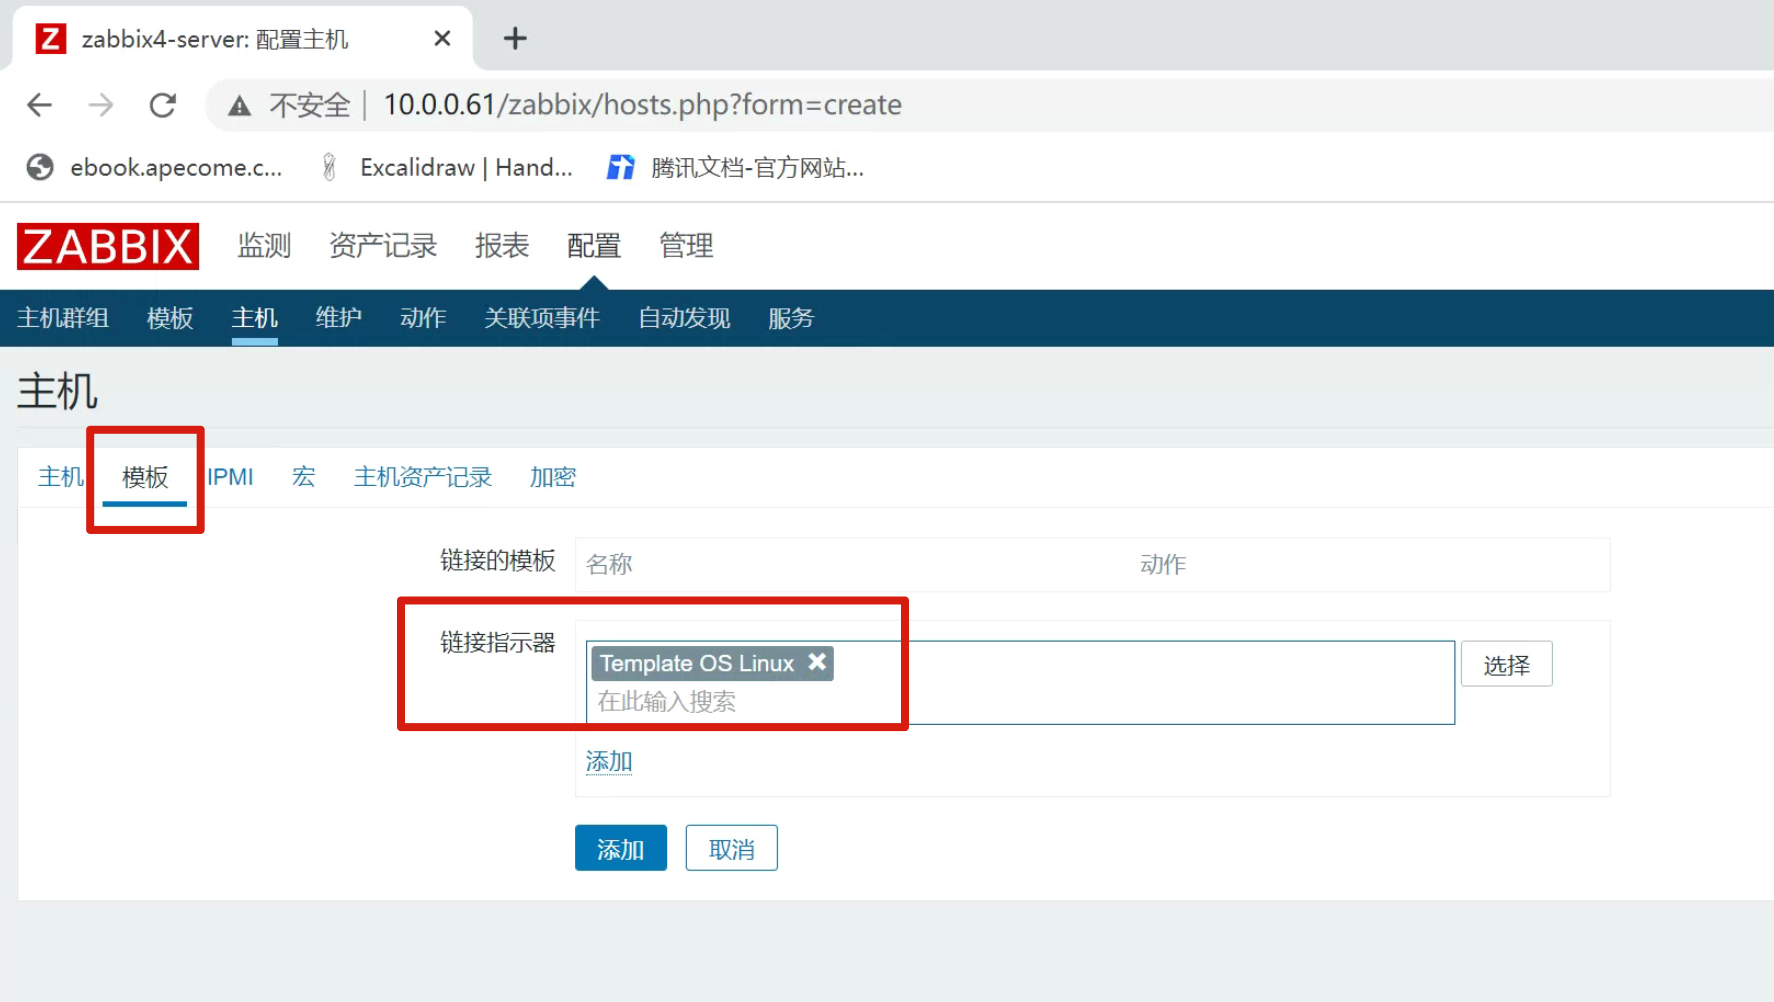 Z zabbix4-server: 配置主机
不安全 | 10.0.0.61/zabbix/hosts.php?form=create
ebook.apecome.c... Excalidraw | Hand... 腾讯文档-官方网站...
ZABBIX 监测 资产记录 报表 配置 管理
主机群组 模板 主机 维护 动作 关联项事件 自动发现 服务
主机
主机 模板 IPMI 宏 主机资产记录 加密
链接的模板 名称 动作
链接指示器 Template OS Linux 选择
在此输入搜索
添加
添加 取消